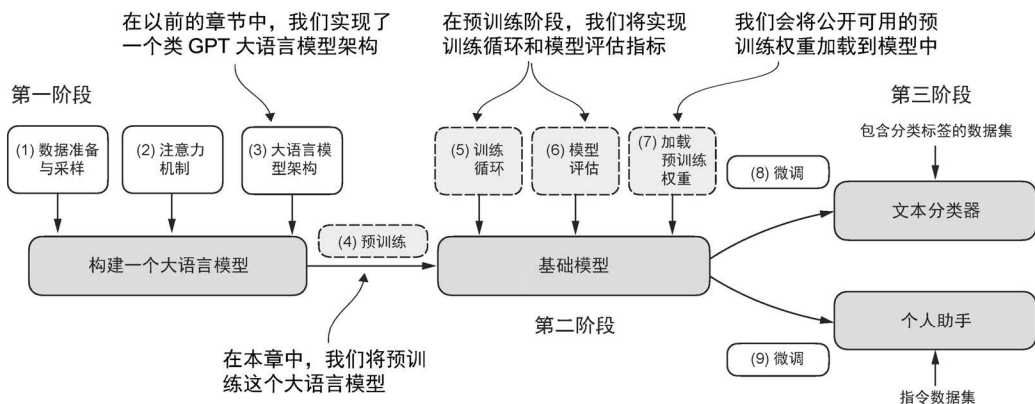 在以前的章节中，我们实现了
一个类 GPT 大语言模型架构
在预训练阶段，我们将实现
训练循环和模型评估指标
我们会将公开可用的预
训练权重加载到模型中
第一阶段
第三阶段
(1) 数据准备
与采样
(2) 注意力
机制
(3) 大语言模
型架构
(5) 训练
循环
(6) 模型
评估
(7) 加载
预训练
权重
包含分类标签的数据集
(8) 微调
文本分类器
(4) 预训练
构建一个大语言模型
基础模型
第二阶段
个人助手
(9) 微调
在本章中，我们将预训
练这个大语言模型
指令数据集